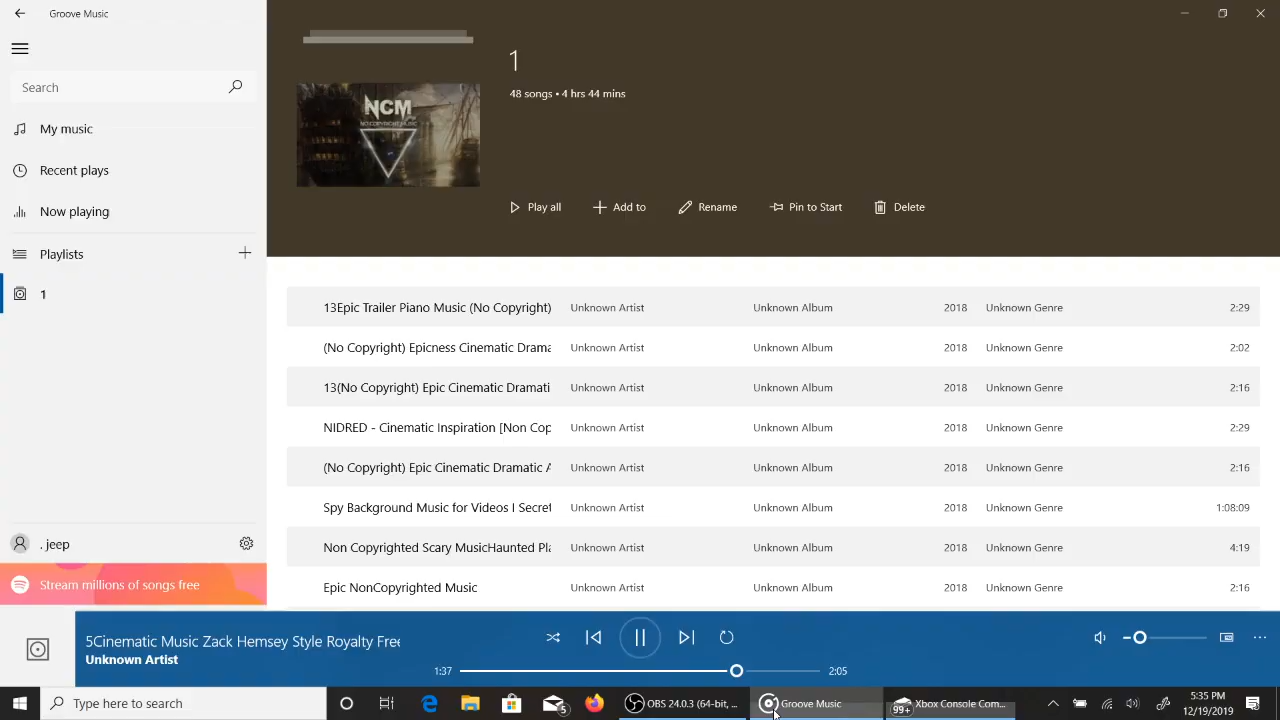 Groove Music
Search
My music
Recent plays
Now playing
Playlists
1
. jeep
Stream millions of songs free
NCM
NO COPYRIGHT MUSIC
1
48 songs • 4 hrs 44 mins
Play all
Add to
Rename
Pin to Start
Delete
13Epic Trailer Piano Music (No Copyright) Unknown Artist Unknown Album 2018 Unknown Genre 2:29
(No Copyright) Epicness Cinematic Drama Unknown Artist Unknown Album 2018 Unknown Genre 2:02
13(No Copyright) Epic Cinematic Dramati Unknown Artist Unknown Album 2018 Unknown Genre 2:16
NIDRED - Cinematic Inspiration [Non Cop Unknown Artist Unknown Album 2018 Unknown Genre 2:29
(No Copyright) Epic Cinematic Dramatic A Unknown Artist Unknown Album 2018 Unknown Genre 2:16
Spy Background Music for Videos I Secret Unknown Artist Unknown Album 2018 Unknown Genre 1:08:09
Non Copyrighted Scary MusicHaunted Pla Unknown Artist Unknown Album 2018 Unknown Genre 4:19
Epic NonCopyrighted Music Unknown Artist Unknown Album 2018 Unknown Genre 2:16
5Cinematic Music Zack Hemsey Style Royalty Free
Unknown Artist
1:37
2:05
Type here to search
5
OBS 24.0.3 (64-bit, ...
Groove Music
99+
Xbox Console Com...
5:35 PM
12/19/2019